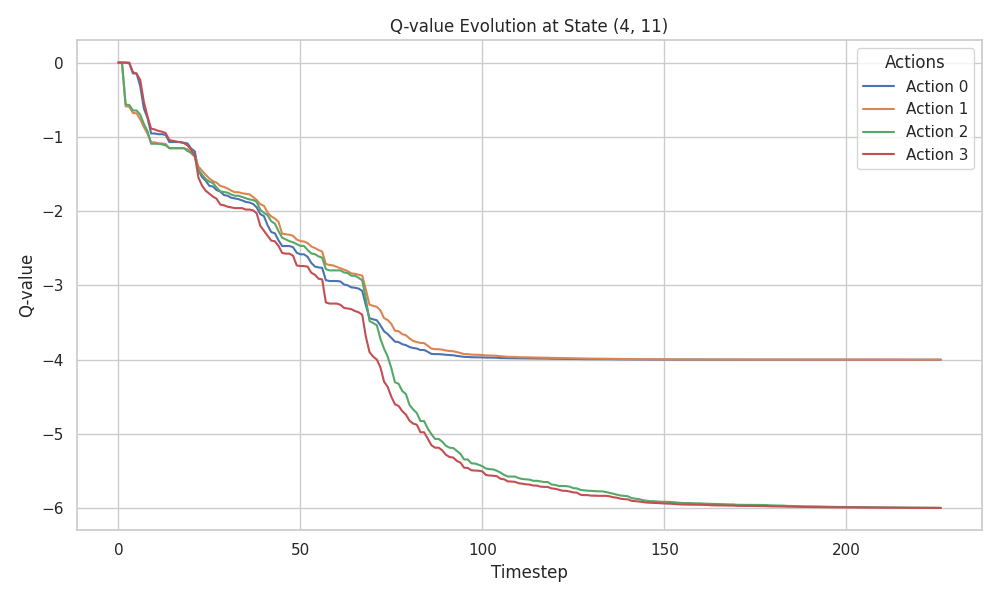 Q-value Evolution at State (4, 11)
Actions
Action 0
Action 1
Action 2
Action 3
Q-value
0
−1
−2
−3
−4
−5
−6
0
50
100
150
200
Timestep